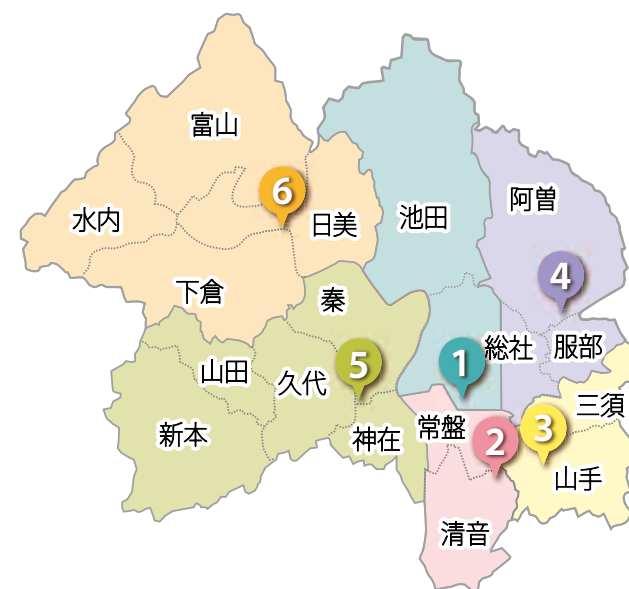 富山
阿曽
6
水内
日美
池田
4
下倉
秦
総社
服部
1
5
山田
久代
三須
常盤
3
新本
神在
2
山手
清音